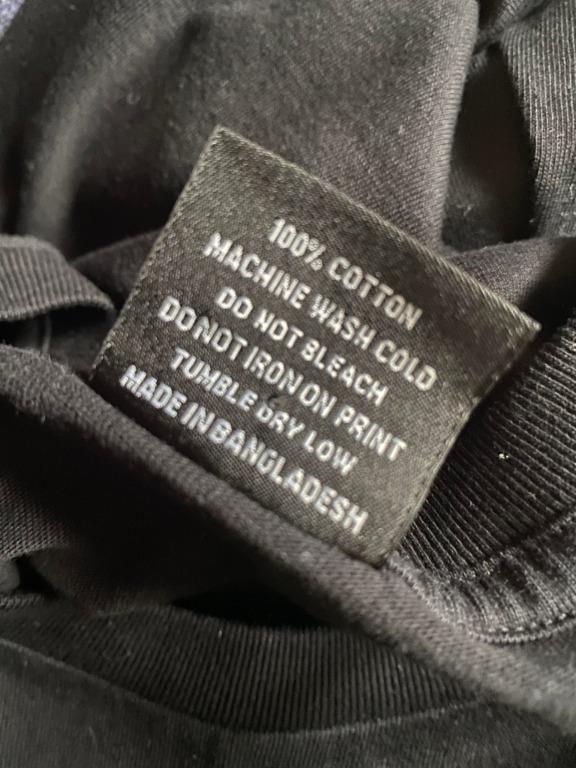 100% COTTON
MACHINE WASH COLD
DO NOT BLEACH
DO NOT IRON ON PRINT
TUMBLE DRY LOW
MADE IN BANGLADESH